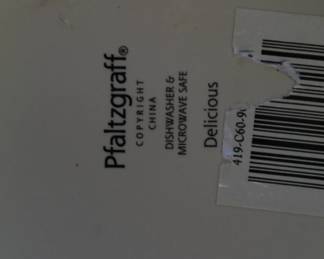 Pfaltzgraff®
COPYRIGHT
CHINA
DISHWASHER &
MICROWAVE SAFE
Delicious